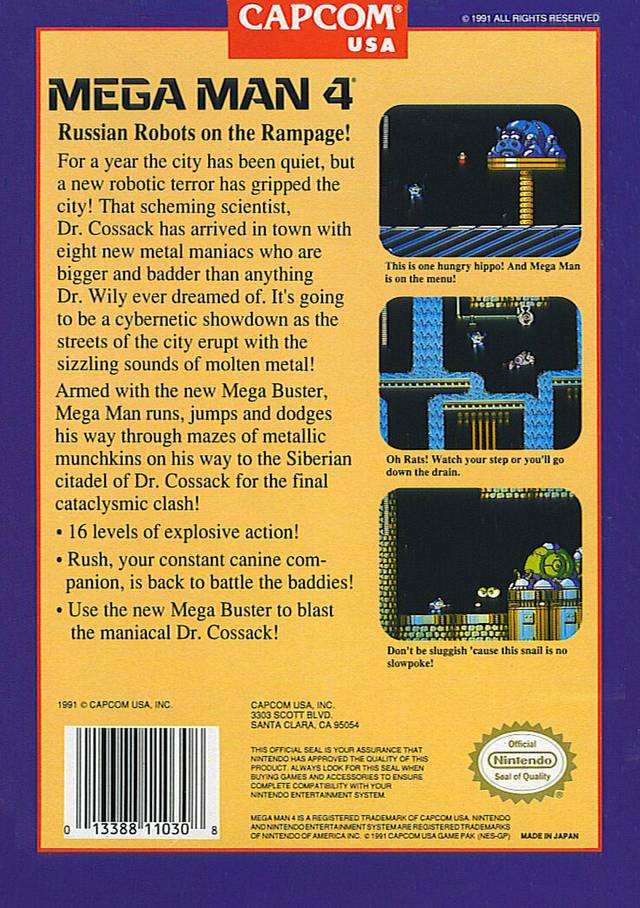 CAPCOM®
USA
© 1991 ALL RIGHTS RESERVED
MEGA MAN 4
Russian Robots on the Rampage!
For a year the city has been quiet, but
a new robotic terror has gripped the
city! That scheming scientist,
Dr. Cossack has arrived in town with
eight new metal maniacs who are
bigger and badder than anything
Dr. Wily ever dreamed of. It's going
to be a cybernetic showdown as the
streets of the city erupt with the
sizzling sounds of molten metal!
Armed with the new Mega Buster,
Mega Man runs, jumps and dodges
his way through mazes of metallic
munchkins on his way to the Siberian
citadel of Dr. Cossack for the final
cataclysmic clash!
• 16 levels of explosive action!
• Rush, your constant canine com-
panion, is back to battle the baddies!
• Use the new Mega Buster to blast
the maniacal Dr. Cossack!
This is one hungry hippo! And Mega Man
is on the menu!
Oh Rats! Watch your step or you'll go
down the drain.
Don't be sluggish 'cause this snail is no
slowpoke!
1991 © CAPCOM USA, INC.
CAPCOM USA, INC.
3303 SCOTT BLVD.
SANTA CLARA, CA 95054
THIS OFFICIAL SEAL IS YOUR ASSURANCE THAT
NINTENDO HAS APPROVED THE QUALITY OF THIS
PRODUCT. ALWAYS LOOK FOR THIS SEAL WHEN
BUYING GAMES AND ACCESSORIES TO ENSURE
COMPLETE COMPATIBILITY WITH YOUR
NINTENDO ENTERTAINMENT SYSTEM.
Official
Nintendo
Seal of Quality
®
0 13388 11030 8
MEGA MAN 4 IS A REGISTERED TRADEMARK OF CAPCOM USA. NINTENDO
AND NINTENDO ENTERTAINMENT SYSTEM ARE REGISTERED TRADEMARKS
OF NINTENDO OF AMERICA INC. © 1991 CAPCOM USA GAME PAK (NES-GP)
MADE IN JAPAN